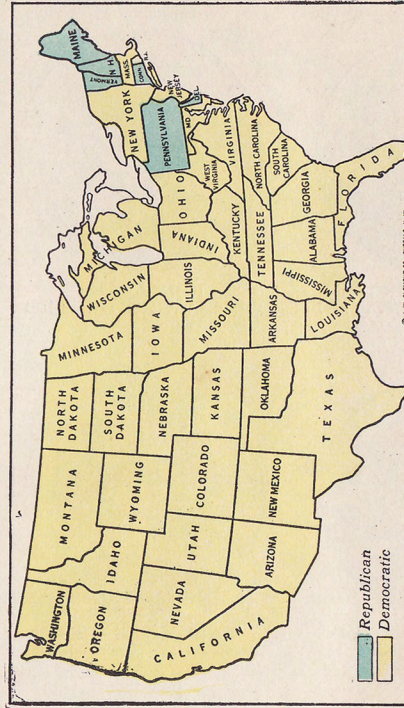 WASHINGTON
OREGON
CALIFORNIA
IDAHO
NEVADA
MONTANA
WYOMING
UTAH
ARIZONA
COLORADO
NEW MEXICO
NORTH
DAKOTA
SOUTH
DAKOTA
NEBRASKA
KANSAS
OKLAHOMA
TEXAS
MINNESOTA
IOWA
MISSOURI
ARKANSAS
LOUISIANA
WISCONSIN
ILLINOIS
MICHIGAN
INDIANA
OHIO
KENTUCKY
TENNESSEE
MISSISSIPPI
ALABAMA
GEORGIA
FLORIDA
SOUTH
CAROLINA
NORTH CAROLINA
VIRGINIA
WEST
VIRGINIA
MD
DEL.
PENNSYLVANIA
NEW
JERSEY
NEW YORK
CONN.
R.I.
MASS.
VERMONT
N H
MAINE
Republican
Democratic